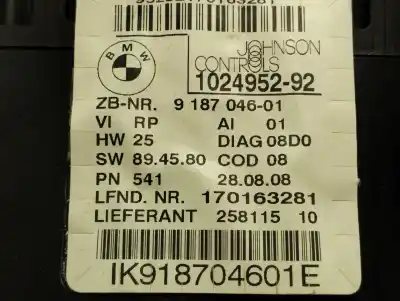 BMW
JOHNSON
CONTROLS
1024952-92
ZB-NR. 9 187 046-01
VI RP AI 01
HW 25 DIAG 08D0
SW 89.45.80 COD 08
PN 541 28.08.08
LFND. NR. 170163281
LIEFERANT 258115 10
IK918704601E